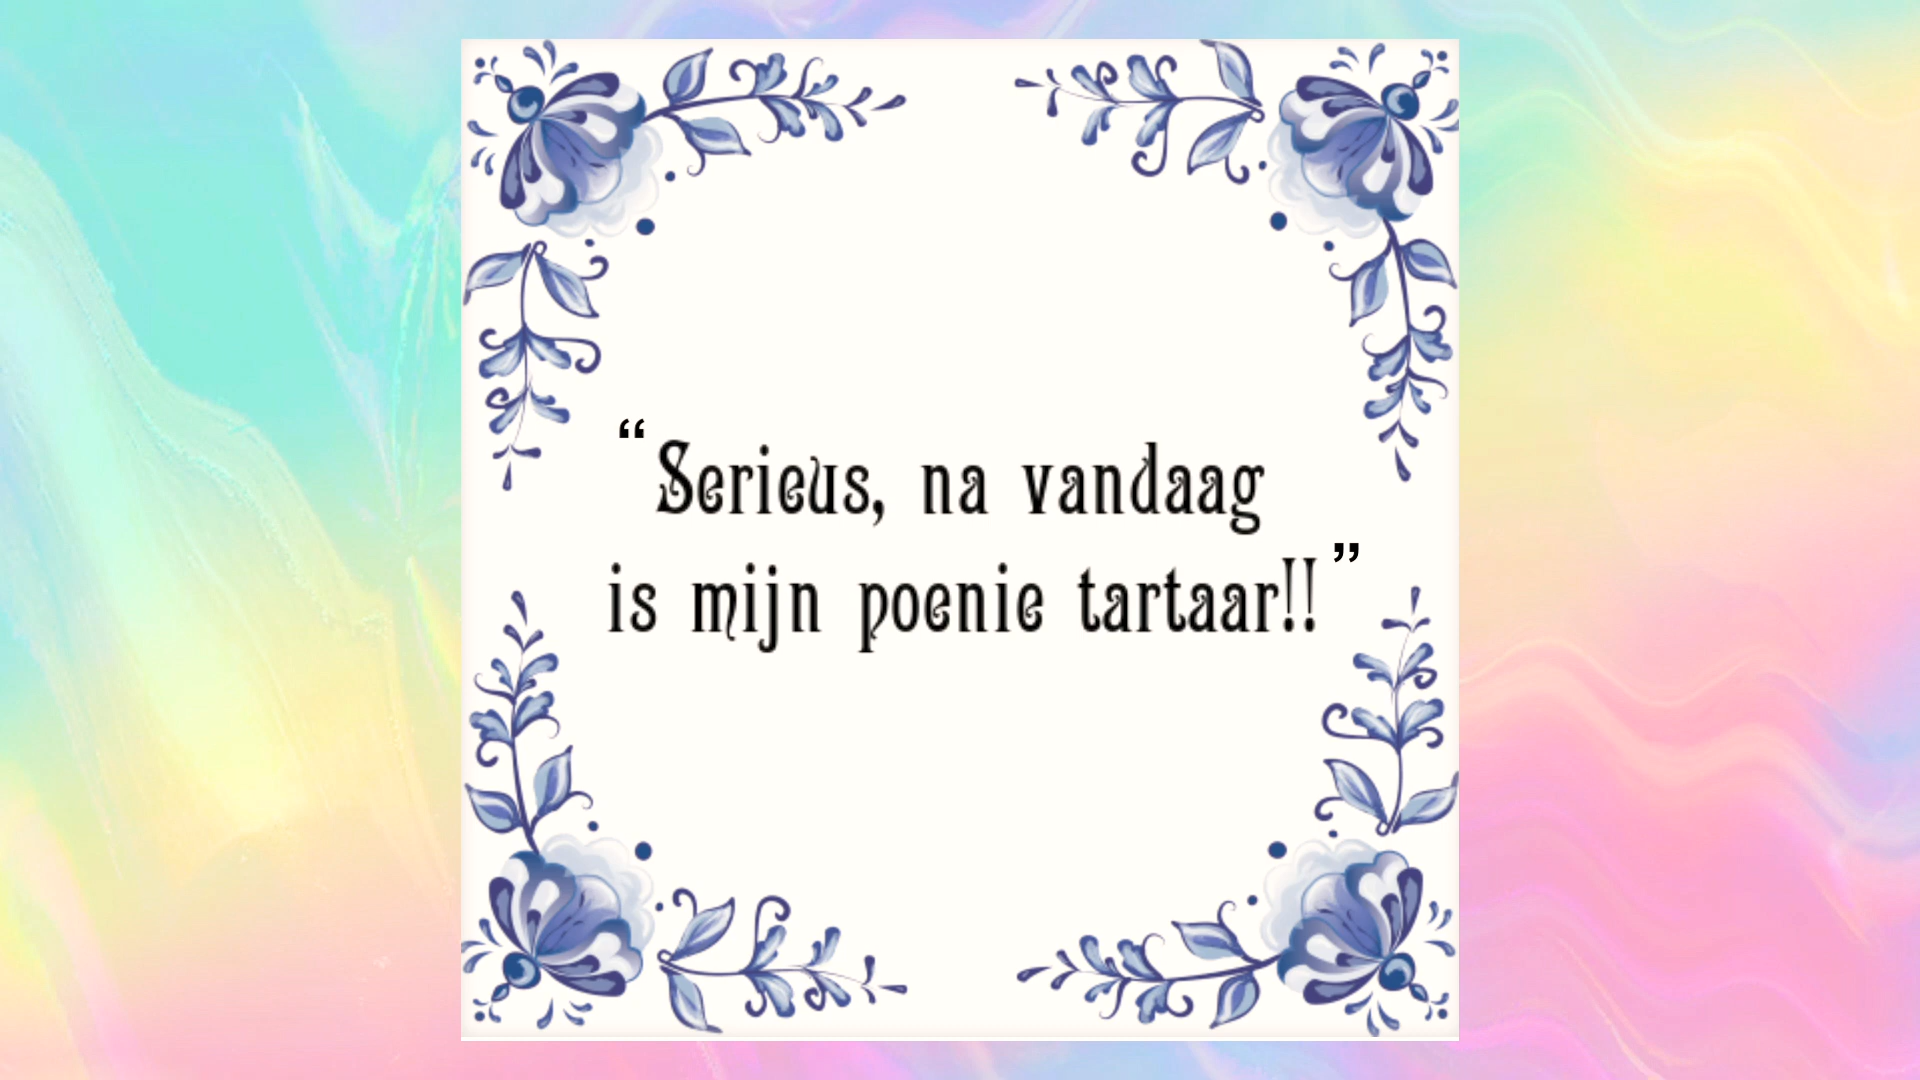 “Serieus, na vandaag
is mijn poenie tartaar!!”